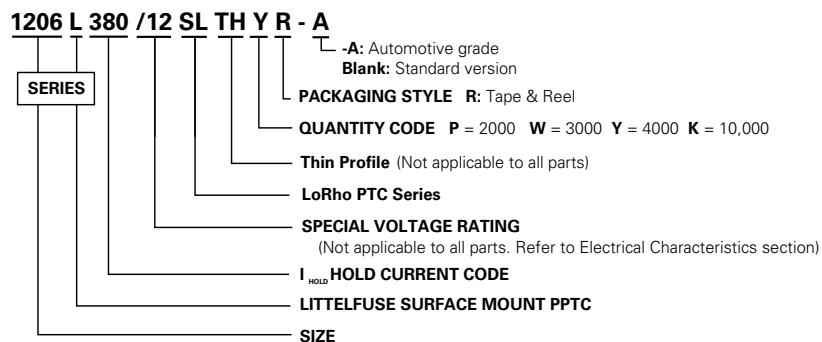 1206 L 380 /12 SL TH Y R - A
-A: Automotive grade
Blank: Standard version
SERIES
PACKAGING STYLE R: Tape & Reel
QUANTITY CODE P = 2000 W = 3000 Y = 4000 K = 10,000
Thin Profile (Not applicable to all parts)
LoRho PTC Series
SPECIAL VOLTAGE RATING
(Not applicable to all parts. Refer to Electrical Characteristics section)
I HOLD HOLD CURRENT CODE
LITTELFUSE SURFACE MOUNT PPTC
SIZE